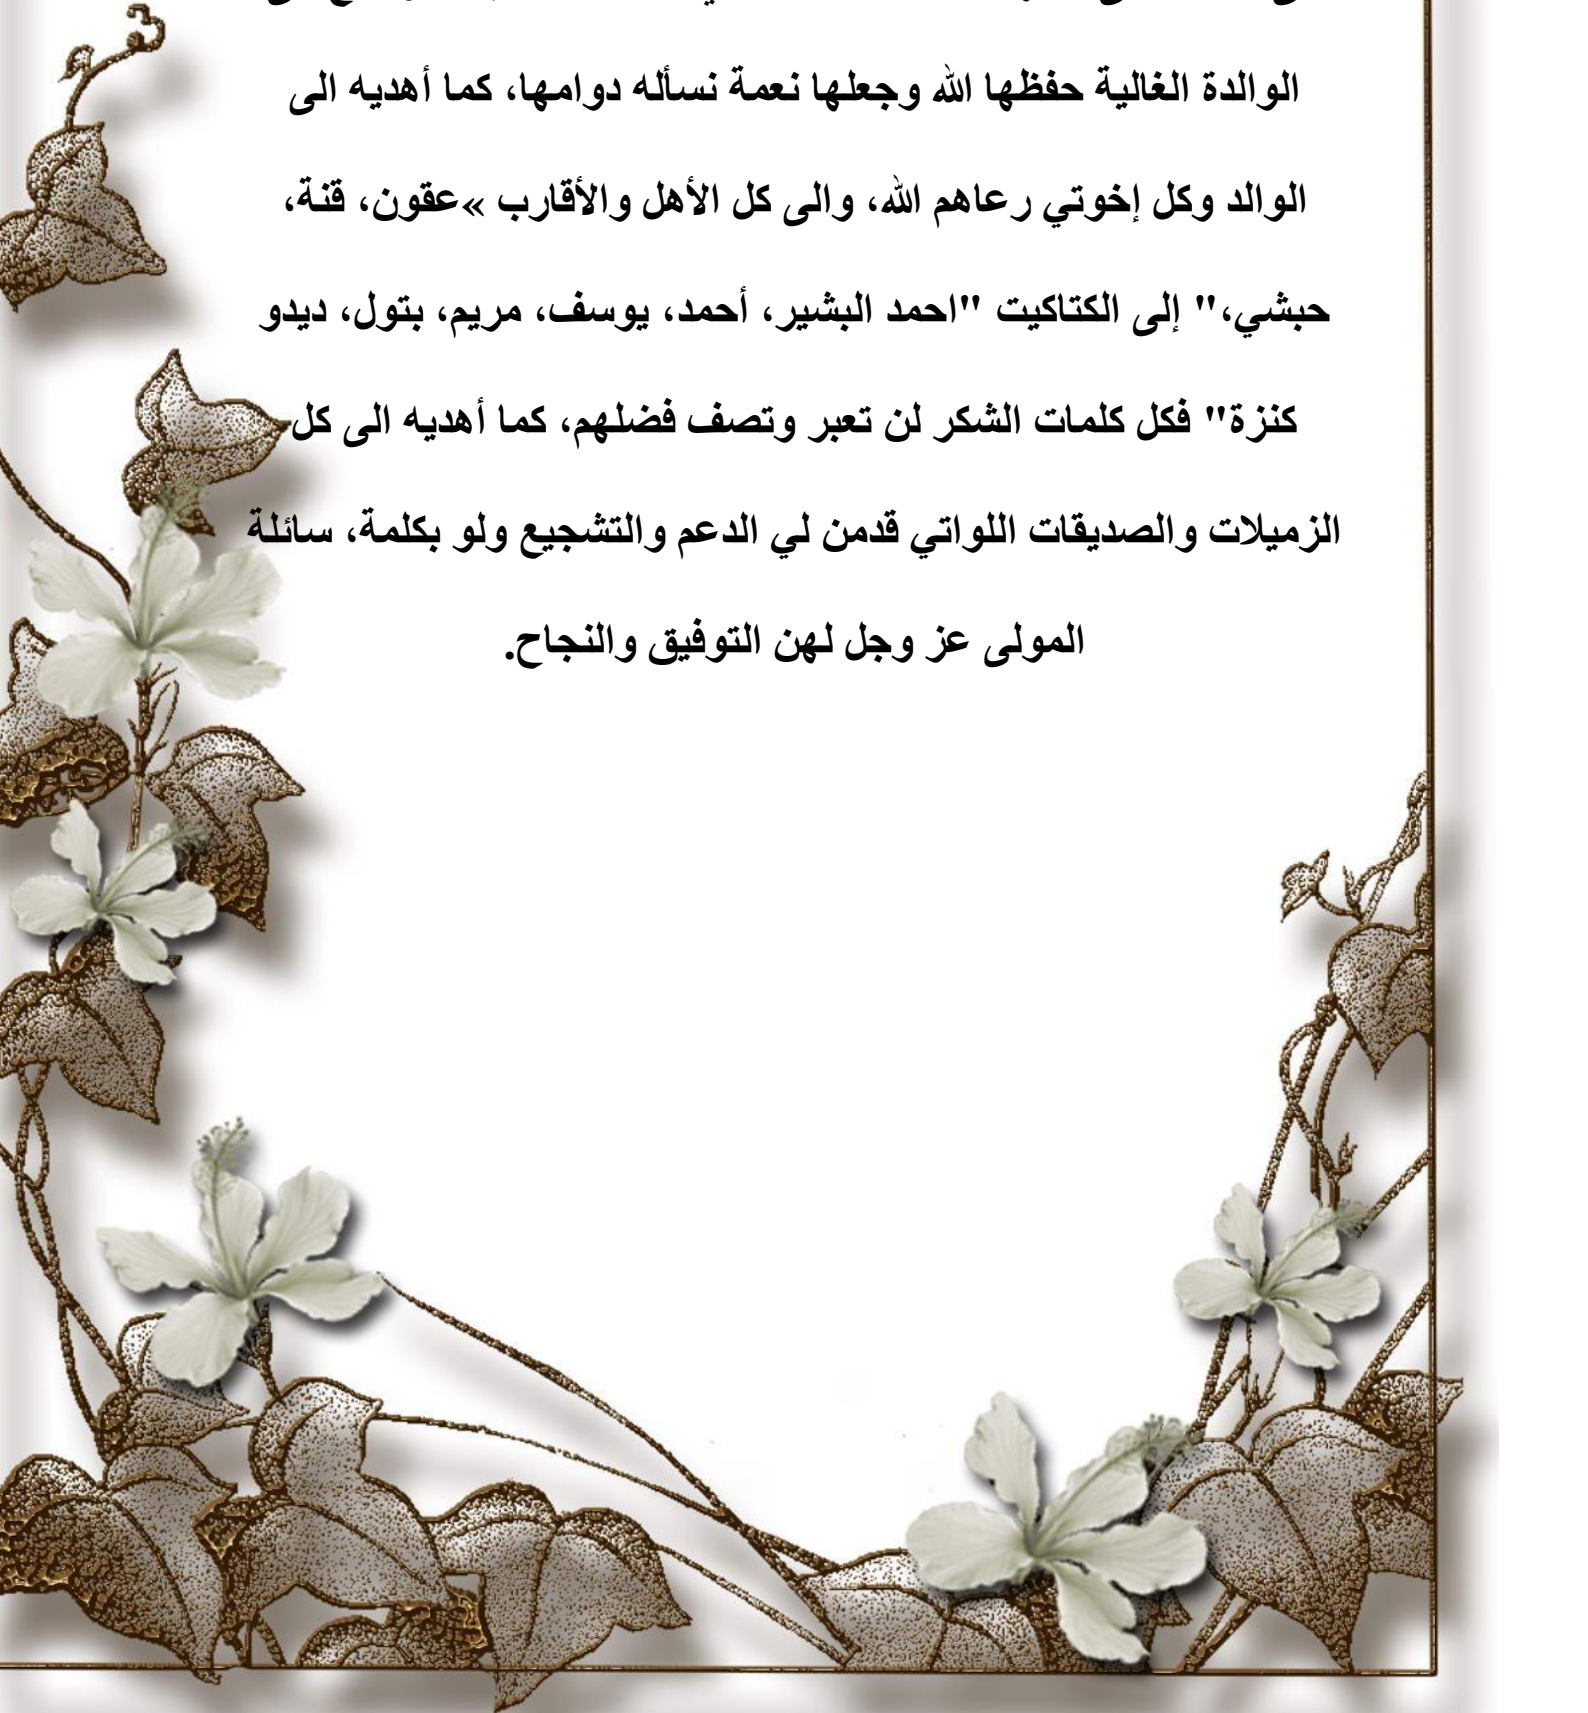 الوالدة الغالية حفظها الله وجعلها نعمة نسأله دوامها، كما أهديه الى
الوالد وكل إخوتي رعاهم الله، والى كل الأهل والأقارب »عقون، قنة،
حبشي،" إلى الكتاكيت "احمد البشير، أحمد، يوسف، مريم، بتول، ديدو
كنزة" فكل كلمات الشكر لن تعبر وتصف فضلهم، كما أهديه الى كل
الزميلات والصديقات اللواتي قدمن لي الدعم والتشجيع ولو بكلمة، سائلة
المولى عز وجل لهن التوفيق والنجاح.